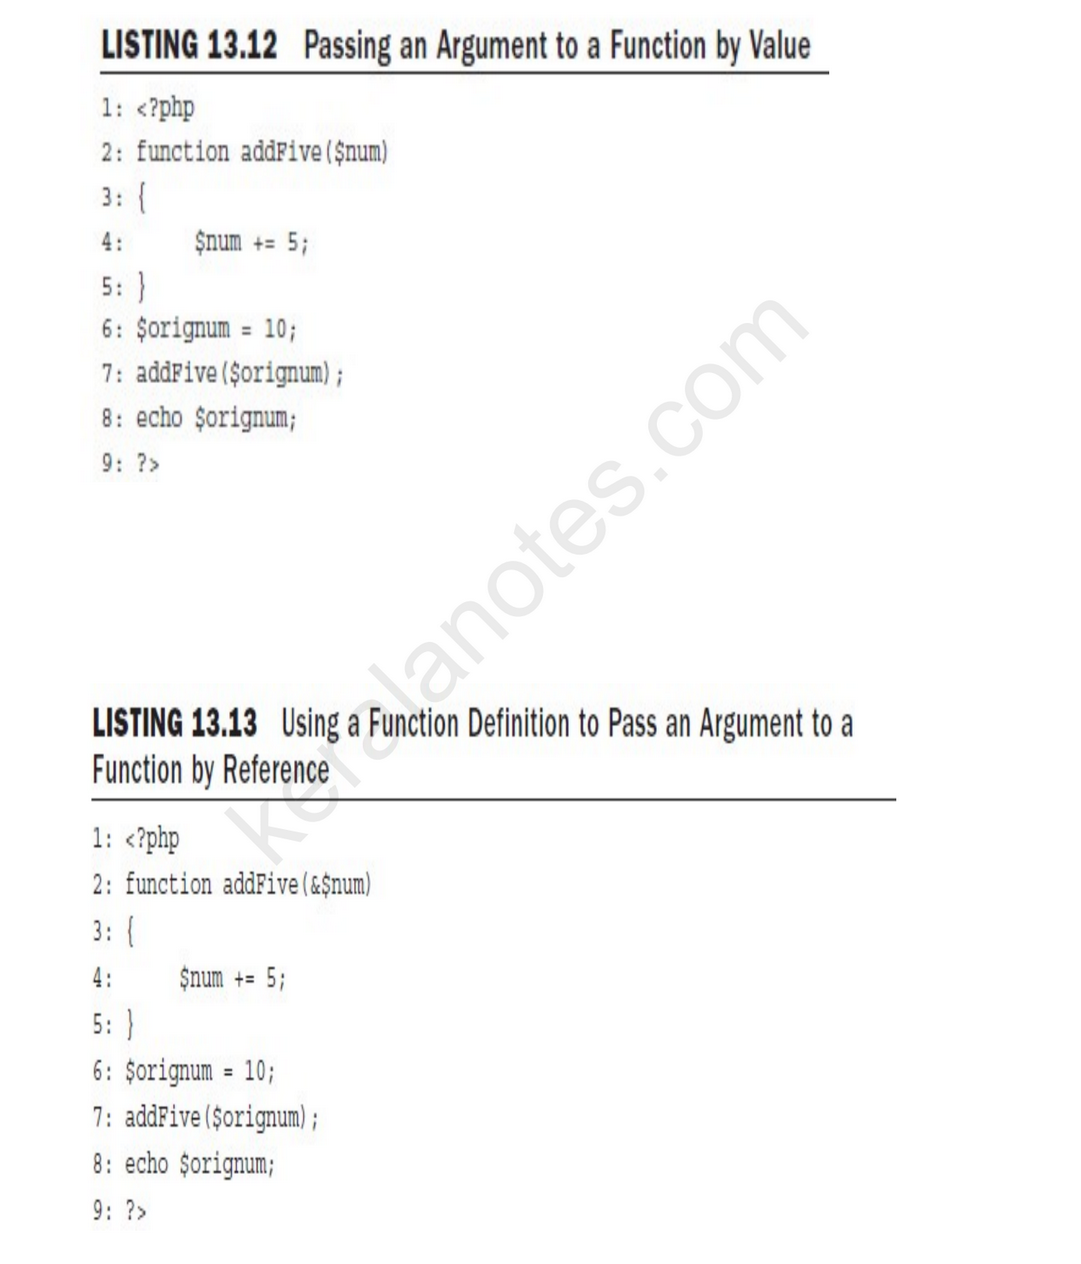 LISTING 13.12 Passing an Argument to a Function by Value
1: <?php
2: function addFive($num)
3: {
4: $num += 5;
5: }
6: $orignum = 10;
7: addFive($orignum);
8: echo $orignum;
9: ?>
keralanotes.com
LISTING 13.13 Using a Function Definition to Pass an Argument to a
Function by Reference
1: <?php
2: function addFive(&$num)
3: {
4: $num += 5;
5: }
6: $orignum = 10;
7: addFive($orignum);
8: echo $orignum;
9: ?>